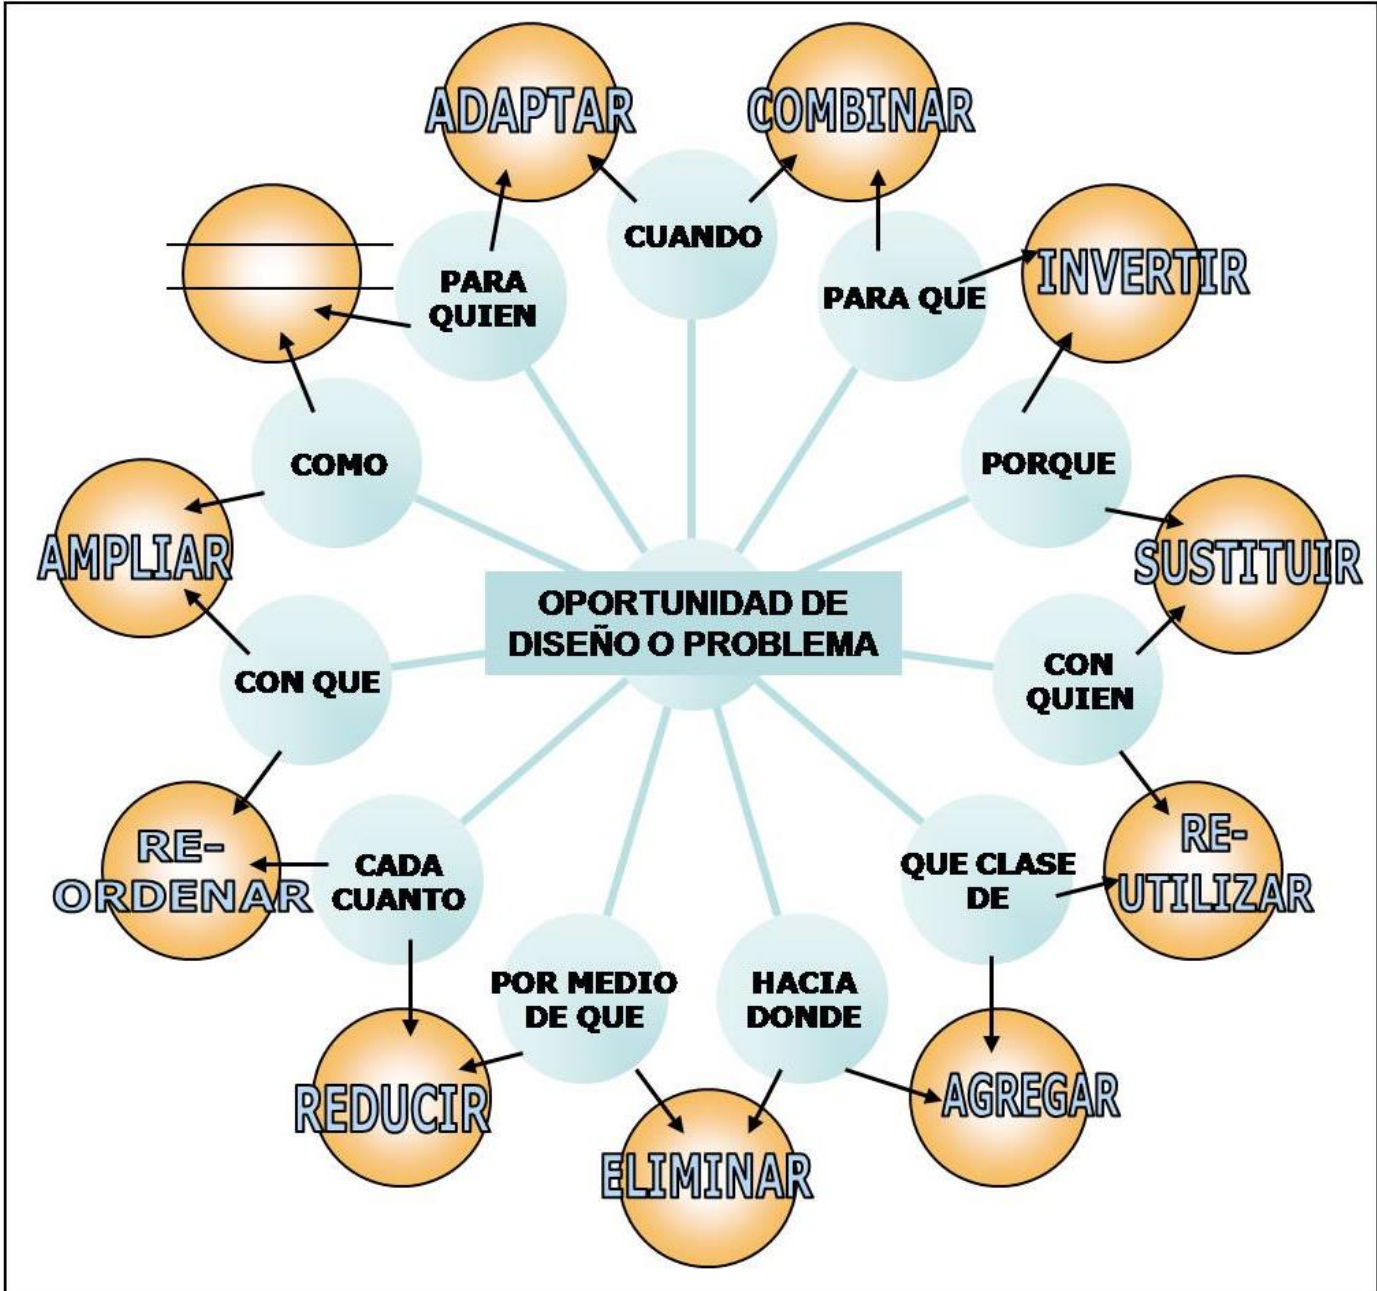 ADAPTAR
COMBINAR
CUANDO
PARA
QUIEN
PARA QUE
INVERTIR
COMO
PORQUE
AMPLIAR
SUSTITUIR
OPORTUNIDAD DE
DISEÑO O PROBLEMA
CON QUE
CON
QUIEN
RE-
ORDENAR
CADA
CUANTO
QUE CLASE
DE
RE-
UTILIZAR
POR MEDIO
DE QUE
HACIA
DONDE
REDUCIR
AGREGAR
ELIMINAR